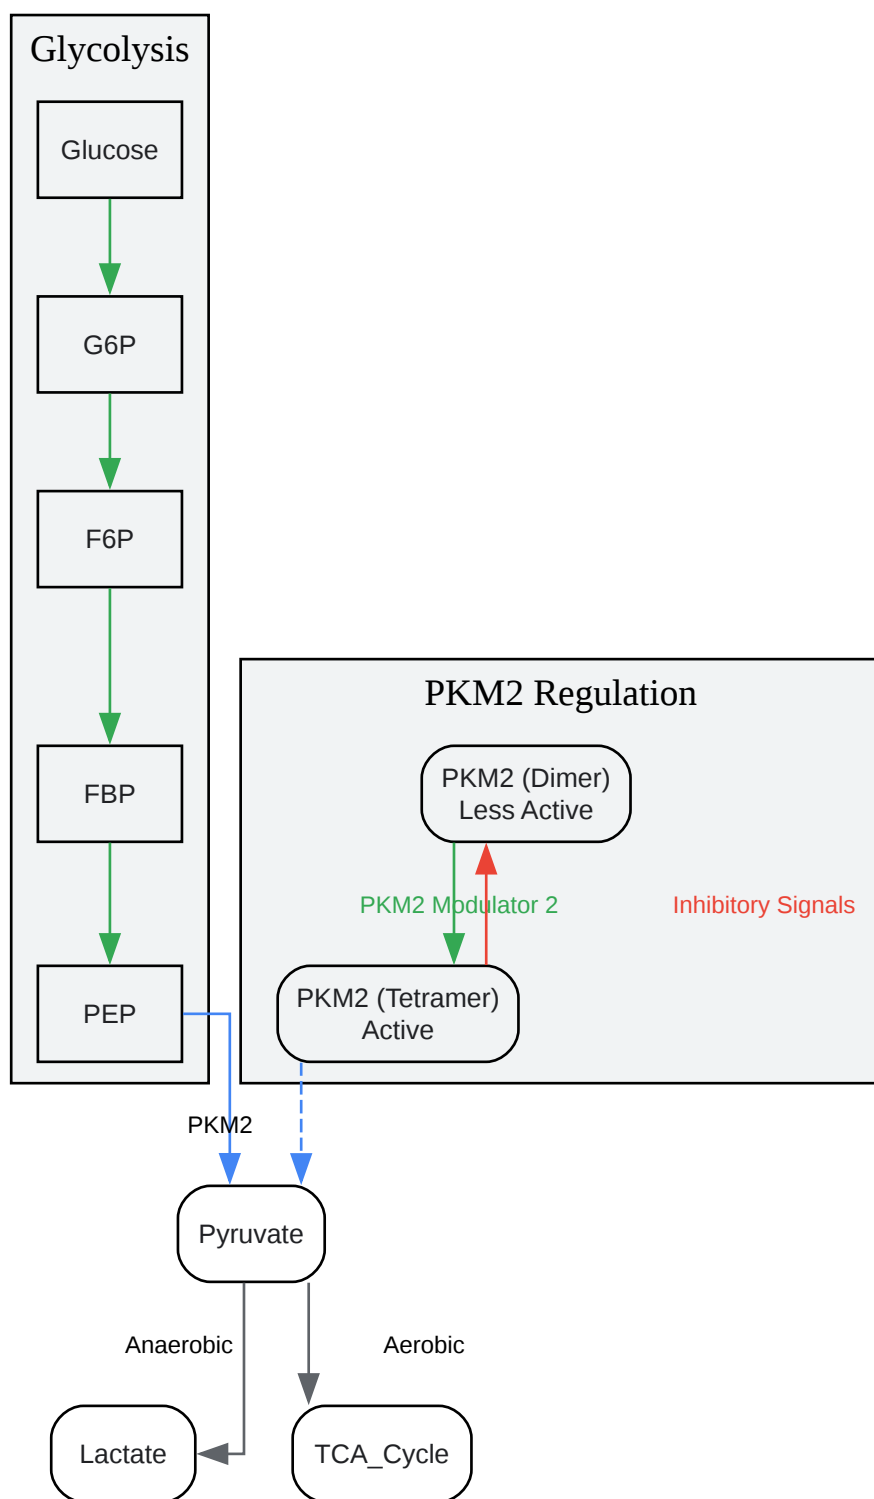 Glycolysis
Glucose
G6P
F6P
FBP
PEP
PKM2 Regulation
PKM2 (Dimer)
Less Active
PKM2 Modulator 2
Inhibitory Signals
PKM2 (Tetramer)
Active
PKM2
Pyruvate
Anaerobic
Aerobic
Lactate
TCA_Cycle